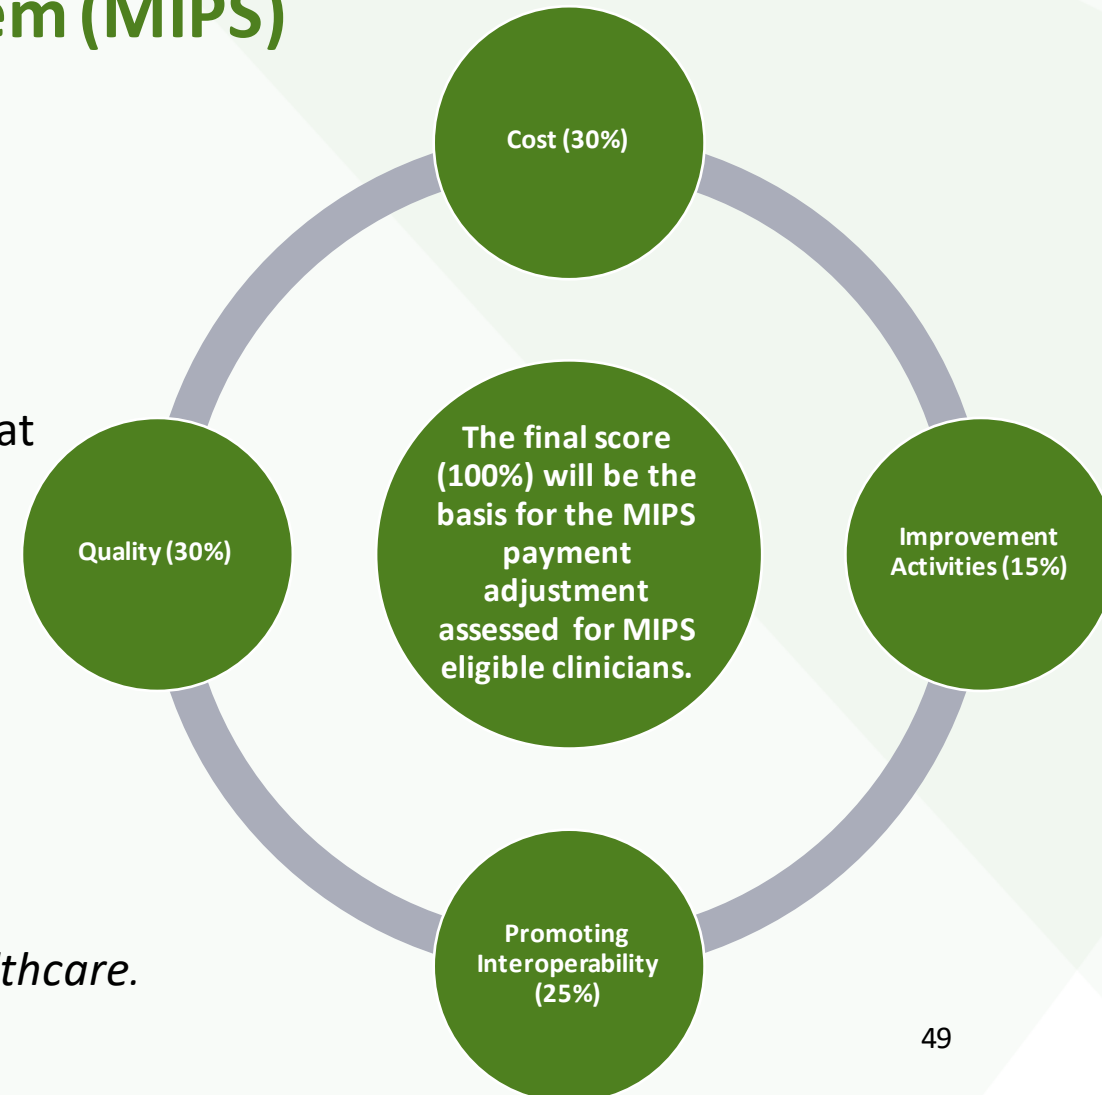 em (MIPS)
Cost (30%)
at
The final score
(100%) will be the
basis for the MIPS
payment
adjustment
assessed for MIPS
eligible clinicians.
Quality (30%)
Improvement
Activities (15%)
Promoting
Interoperability
(25%)
lthcare.
49